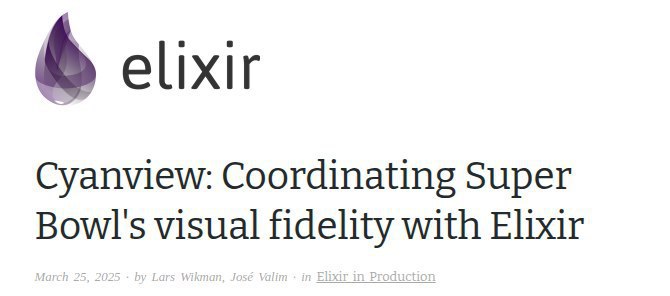 elixir
Cyanview: Coordinating Super
Bowl's visual fidelity with Elixir
March 25, 2025 · by Lars Wikman, José Valim · in Elixir in Production